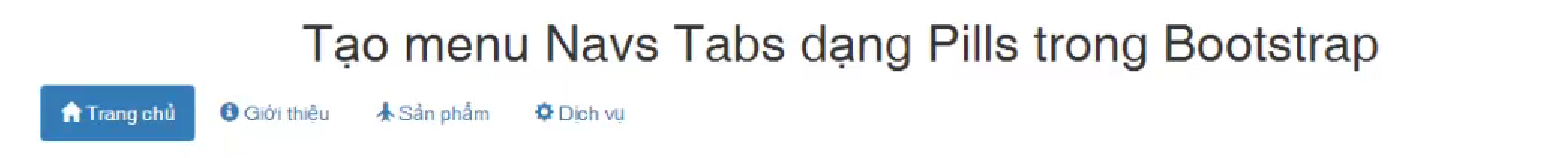 Tạo menu Navs Tabs dạng Pills trong Bootstrap
Trang chủ Giới thiệu Sản phẩm Dịch vụ